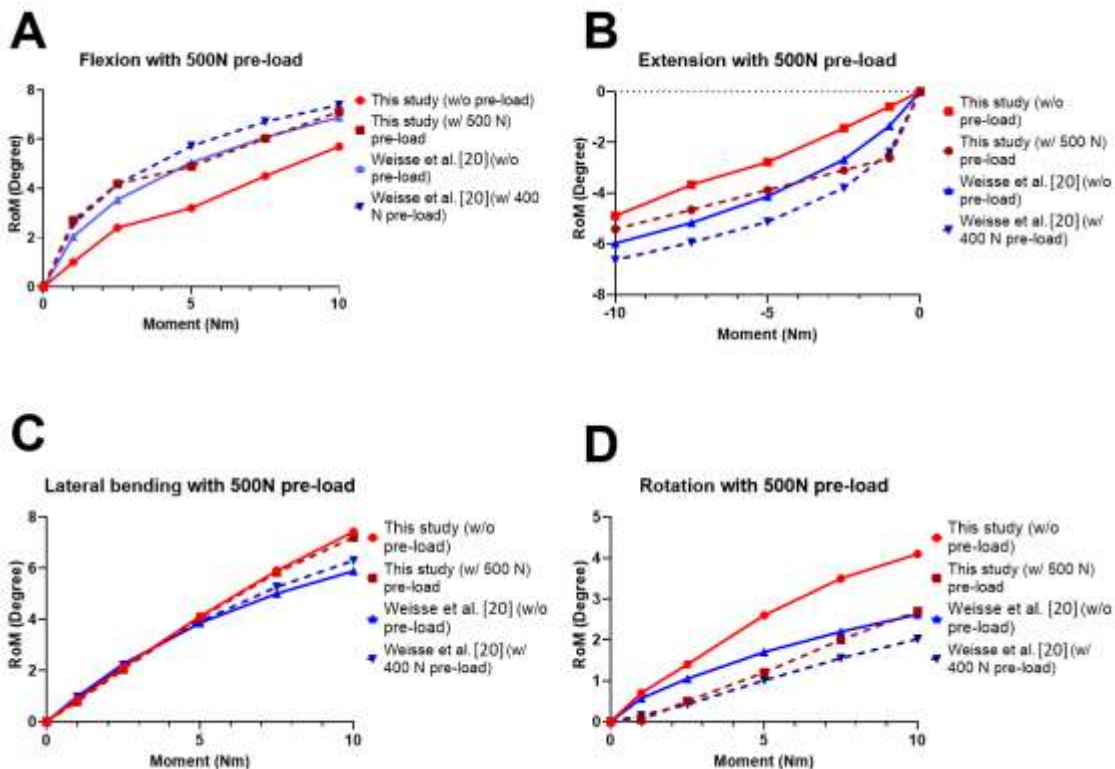 A
Flexion with 500N pre-load
RoM (Degree)
8
6
4
2
0
0
5
10
Moment (Nm)
This study (w/o pre-load)
This study (w/ 500 N)
pre-load
Weisse et al. [20] (w/o
pre-load)
Weisse et al. [20] (w/ 400
N pre-load)
B
Extension with 500N pre-load
RoM (Degree)
0
-2
-4
-6
-8
-10
-5
0
Moment (Nm)
This study (w/o
pre-load)
This study (w/ 500 N)
pre-load
Weisse et al. [20] (w/o
pre-load)
Weisse et al. [20] (w/
400 N pre-load)
C
Lateral bending with 500N pre-load
RoM (Degree)
8
6
4
2
0
0
5
10
Moment (Nm)
This study (w/o
pre-load)
This study (w/ 500 N)
pre-load
Weisse et al. [20] (w/o
pre-load)
Weisse et al. [20] (w/
400 N pre-load)
D
Rotation with 500N pre-load
RoM (Degree)
5
4
3
2
1
0
0
5
10
Moment (Nm)
This study (w/o
pre-load)
This study (w/ 500 N)
pre-load
Weisse et al. [20] (w/o
pre-load)
Weisse et al. [20] (w/
400 N pre-load)